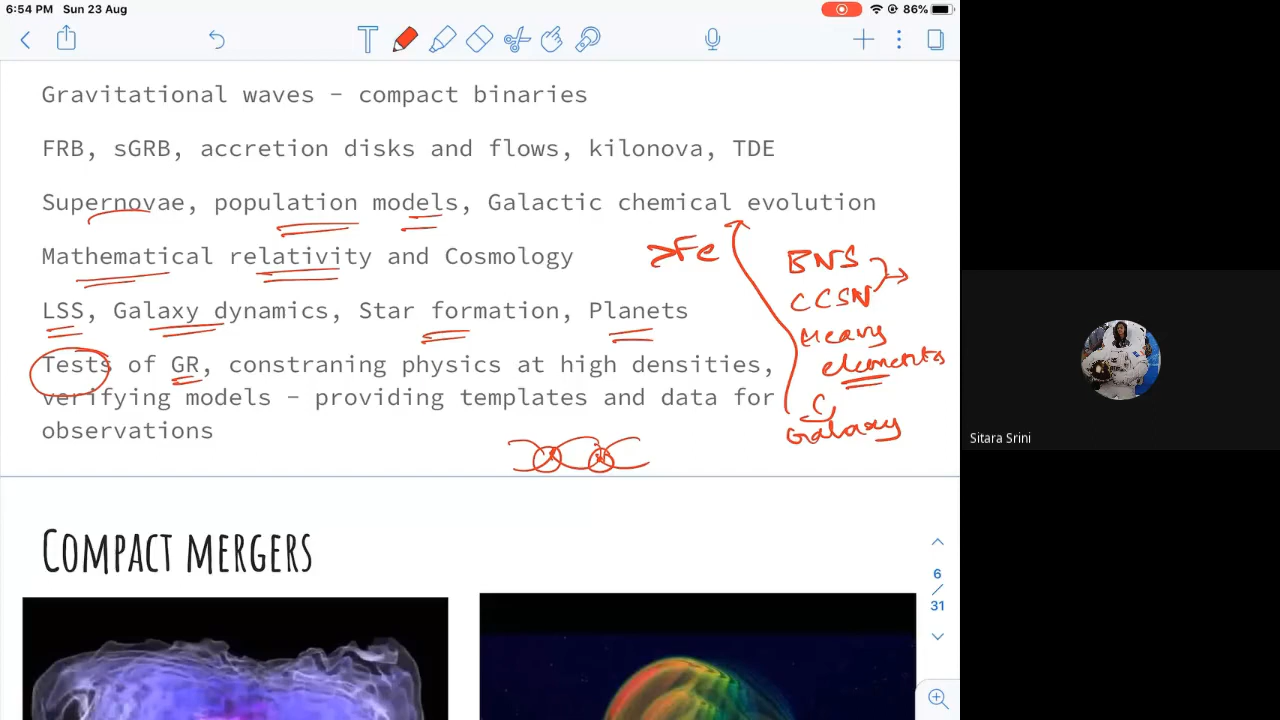 6:54 PM Sun 23 Aug
86%
Gravitational waves - compact binaries
FRB, sGRB, accretion disks and flows, kilonova, TDE
Supernovae, population models, Galactic chemical evolution
Mathematical relativity and Cosmology
>Fe
BNS
CCSN
LSS, Galaxy dynamics, Star formation, Planets
Heavy
elements
Tests of GR, constraning physics at high densities,
verifying models - providing templates and data for
observations
Galaxy
COMPACT MERGERS
6
/
31
Sitara Srini